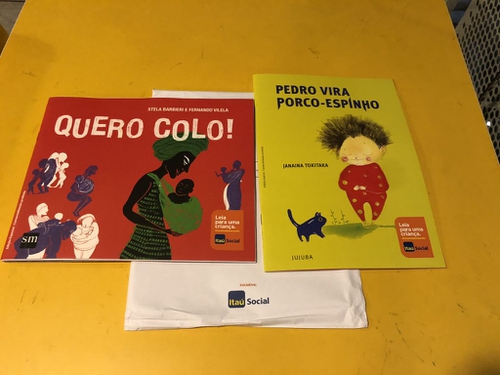 STELA BARBIERI E FERNANDO VILELA
QUERO COLO!
sm
Leia para uma
criança.
Itaú Social
PEDRO VIRA
PORCO-ESPINHO
JANAINA TOKITAKA
Leia para uma
criança.
Itaú Social
JUJUBA
Itaú Social